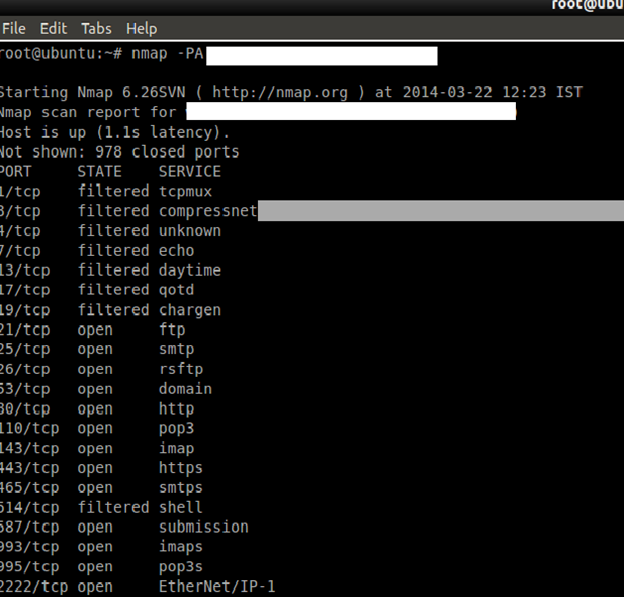 root@ubu
File Edit Tabs Help
root@ubuntu:~# nmap -PA
Starting Nmap 6.26SVN ( http://nmap.org ) at 2014-03-22 12:23 IST
Nmap scan report for
Host is up (1.1s latency).
Not shown: 978 closed ports
PORT STATE SERVICE
1/tcp filtered tcpmux
3/tcp filtered compressnet
4/tcp filtered unknown
7/tcp filtered echo
13/tcp filtered daytime
17/tcp filtered qotd
19/tcp filtered chargen
21/tcp open ftp
25/tcp open smtp
26/tcp open rsftp
53/tcp open domain
80/tcp open http
110/tcp open pop3
143/tcp open imap
443/tcp open https
465/tcp open smtps
514/tcp filtered shell
587/tcp open submission
993/tcp open imaps
995/tcp open pop3s
2222/tcp open EtherNet/IP-1